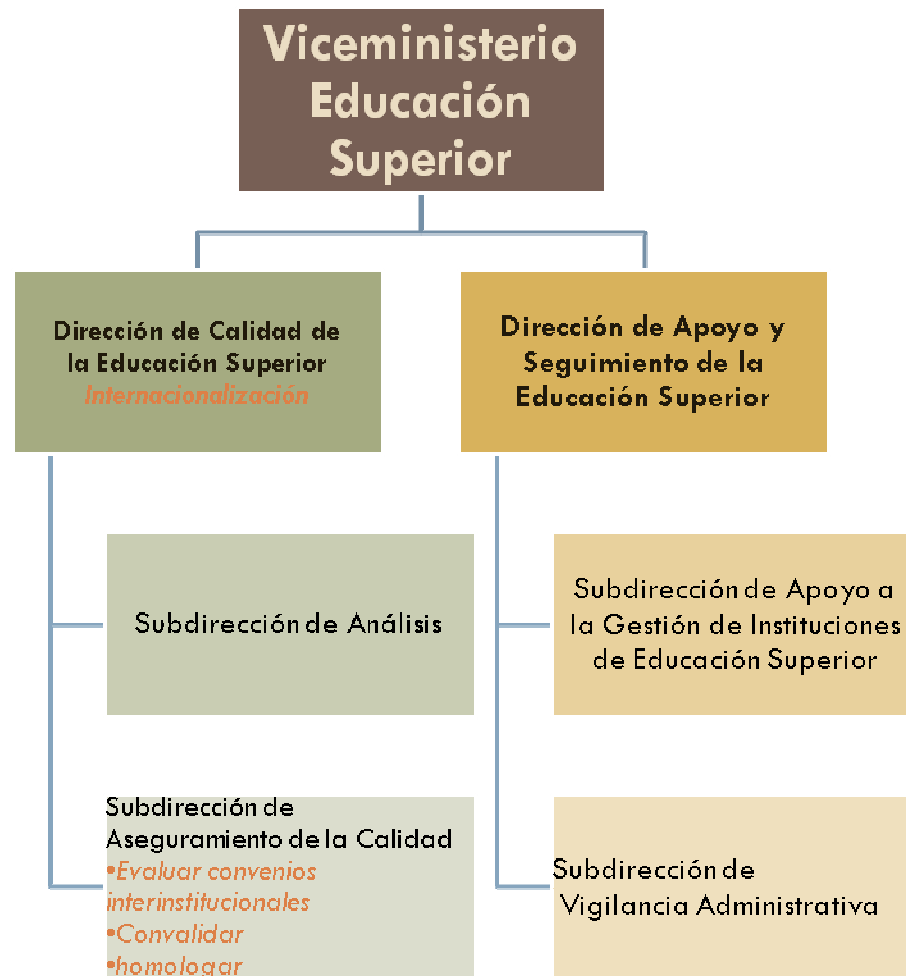 Viceministerio
Educación
Superior
Dirección de Calidad de
la Educación Superior
Internacionalización
Dirección de Apoyo y
Seguimiento de la
Educación Superior
Subdirección de Análisis
Subdirección de Apoyo a
la Gestión de Instituciones
de Educación Superior
Subdirección de
Aseguramiento de la Calidad
•Evaluar convenios
interinstitucionales
•Convalidar
•homologar
Subdirección de
Vigilancia Administrativa